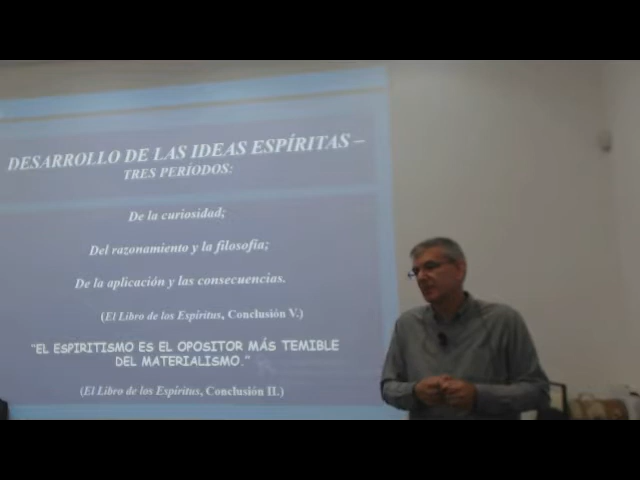 DESARROLLO DE LAS IDEAS ESPÍRITAS –
TRES PERÍODOS:
De la curiosidad;
Del razonamiento y la filosofía;
De la aplicación y las consecuencias.
(El Libro de los Espíritus, Conclusión V.)
“EL ESPIRITISMO ES EL OPOSITOR MÁS TEMIBLE
DEL MATERIALISMO.”
(El Libro de los Espíritus, Conclusión II.)